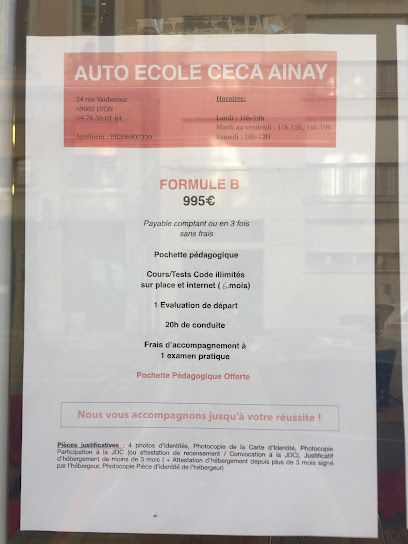 AUTO ECOLE CECA AINAY
24 rue Vaubecour
69002 LYON
04-78-38-61-84
Agrément : E0206907330
Horaires:
Lundi : 16h-19h
Mardi au vendredi : 11h-13h, 16h-19h
Samedi : 10h-12H
FORMULE B
995€
Payable comptant ou en 3 fois
sans frais
Pochette pédagogique
Cours/Tests Code illimités
sur place et internet (6 mois)
1 Evaluation de départ
20h de conduite
Frais d'accompagnement à
1 examen pratique
Pochette Pédagogique Offerte
Nous vous accompagnons jusqu'à votre réussite !
Pièces justificatives : 4 photos d'identités, Photocopie de la Carte d'Identité, Photocopie
Participation à la JDC (ou attestation de recensement / Convocation à la JDC), Justificatif
d'hébergement de moins de 3 mois ( + Attestation d'hébergement depuis plus de 3 mois signé
par l'hébergeur, Photocopie Pièce d'identité de l'hébergeur)